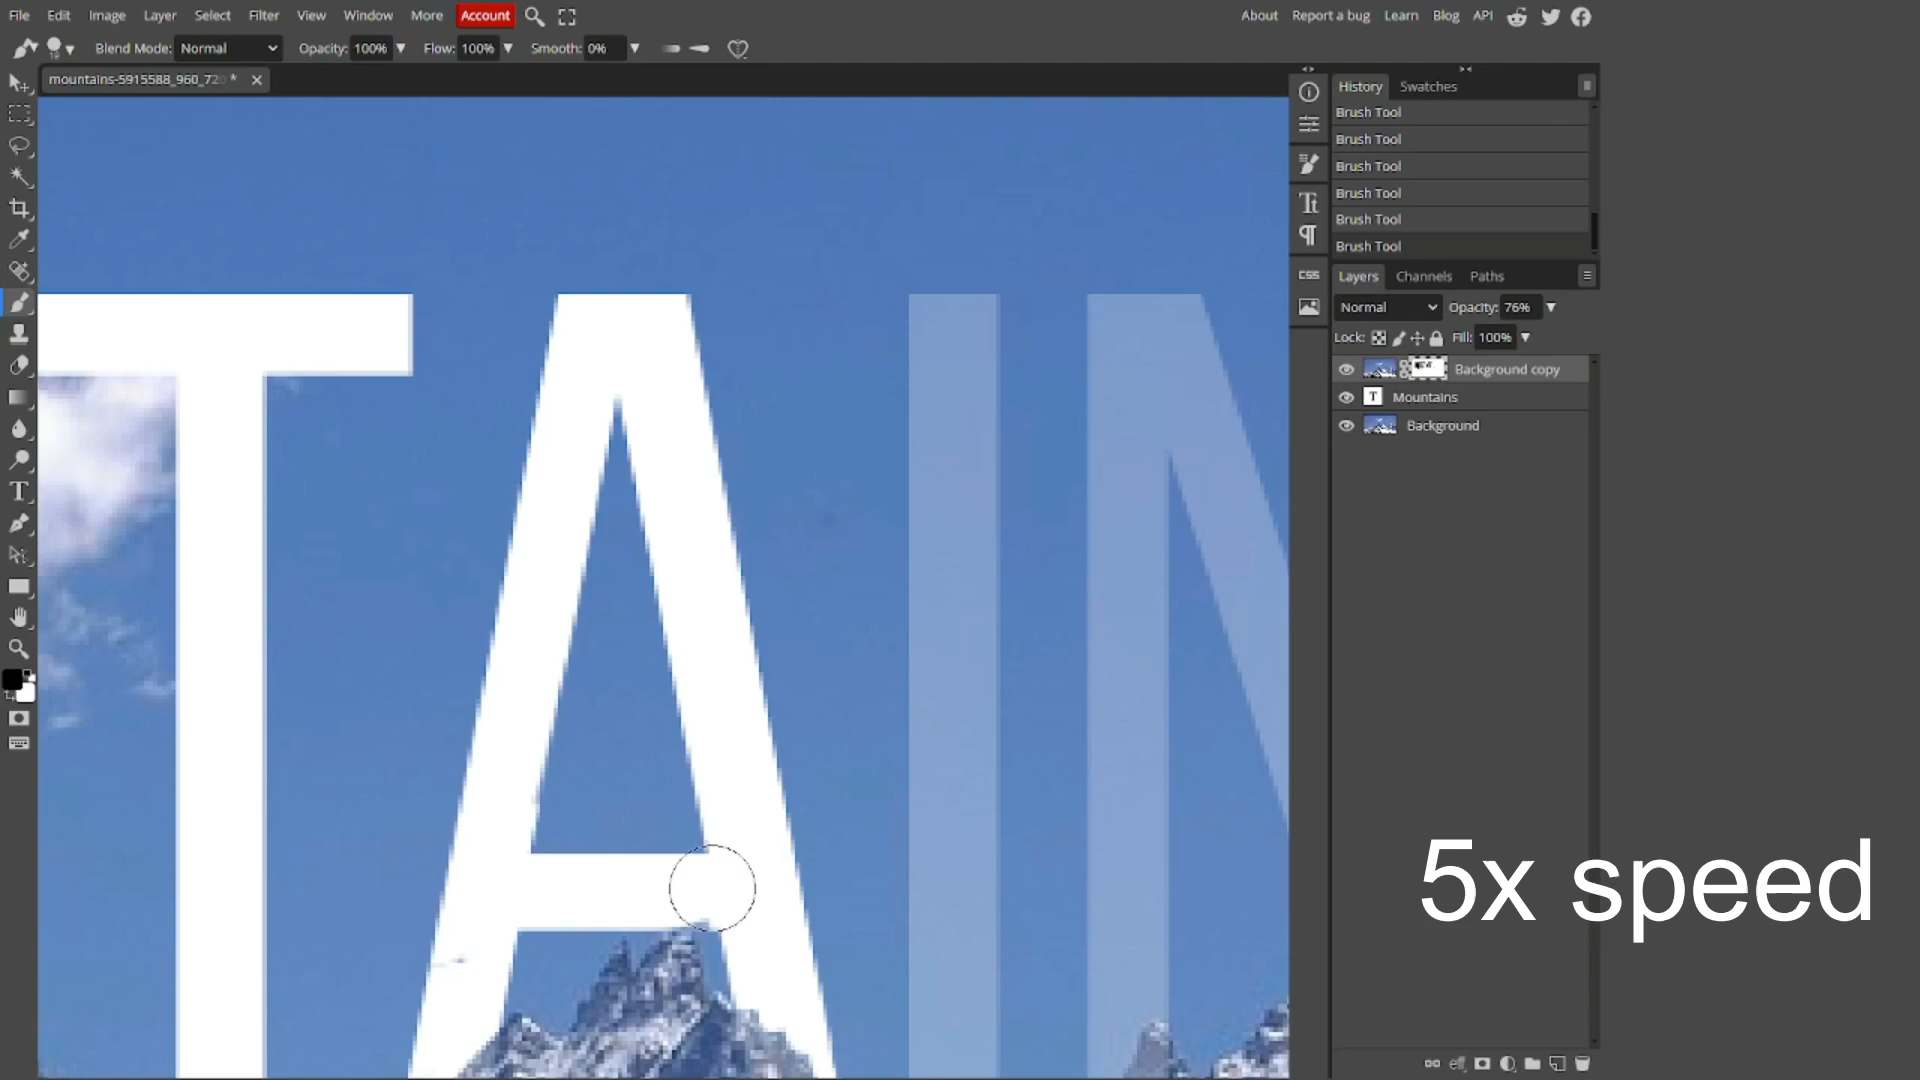 File Edit Image Layer Select Filter View Window More Account About Report a bug Learn Blog API
Blend Mode: Normal Opacity: 100% Flow: 100% Smooth: 0%
mountains-5915588_960_720 *
History Swatches
Brush Tool
Brush Tool
Brush Tool
Brush Tool
Brush Tool
Brush Tool
CSS
Layers Channels Paths
Normal Opacity: 76%
Lock: Fill: 100%
Background copy
T Mountains
Background
TAIN
5x speed